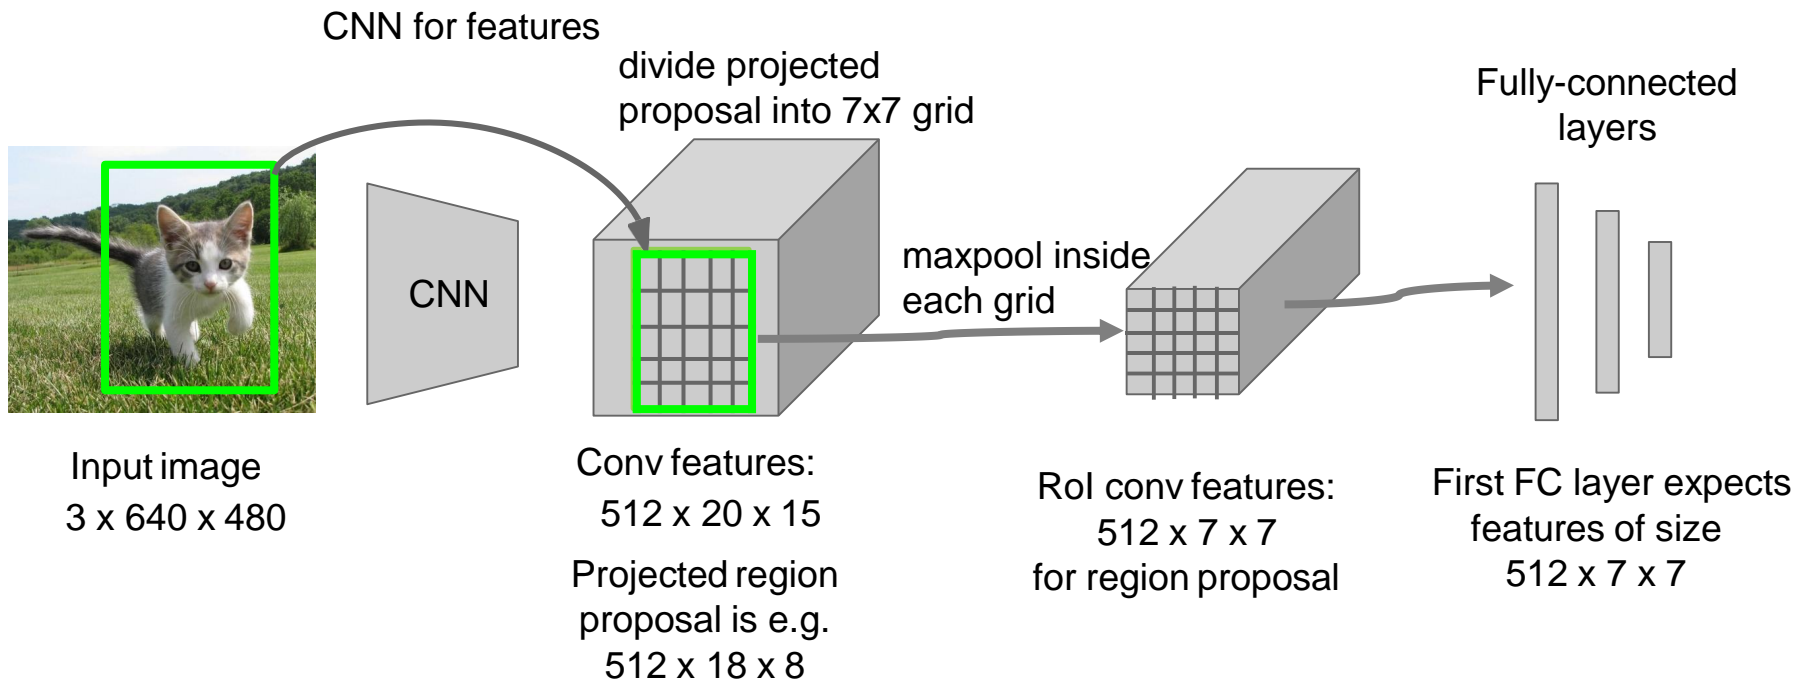 CNN for features
divide projected
proposal into 7x7 grid
Fully-connected
layers
CNN
maxpool inside
each grid
Input image
3 x 640 x 480
Conv features:
512 x 20 x 15
Projected region
proposal is e.g.
512 x 18 x 8
RoI conv features:
512 x 7 x 7
for region proposal
First FC layer expects
features of size
512 x 7 x 7